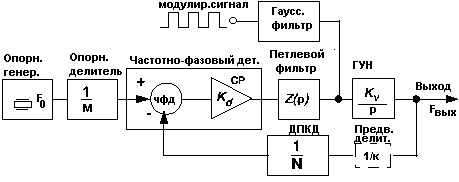 модулир.сигнал
Гаусс.
фильтр
Опорн.
генер.
Опорн.
делитель
Частотно-фазовый дет.
Петлевой
фильтр
ГУН
F0
1
М
+
-
чфд
СР
Kd
Z(p)
Kv
p
Выход
Fвых
ДПКД
1
N
Предв.
делит.
1/к